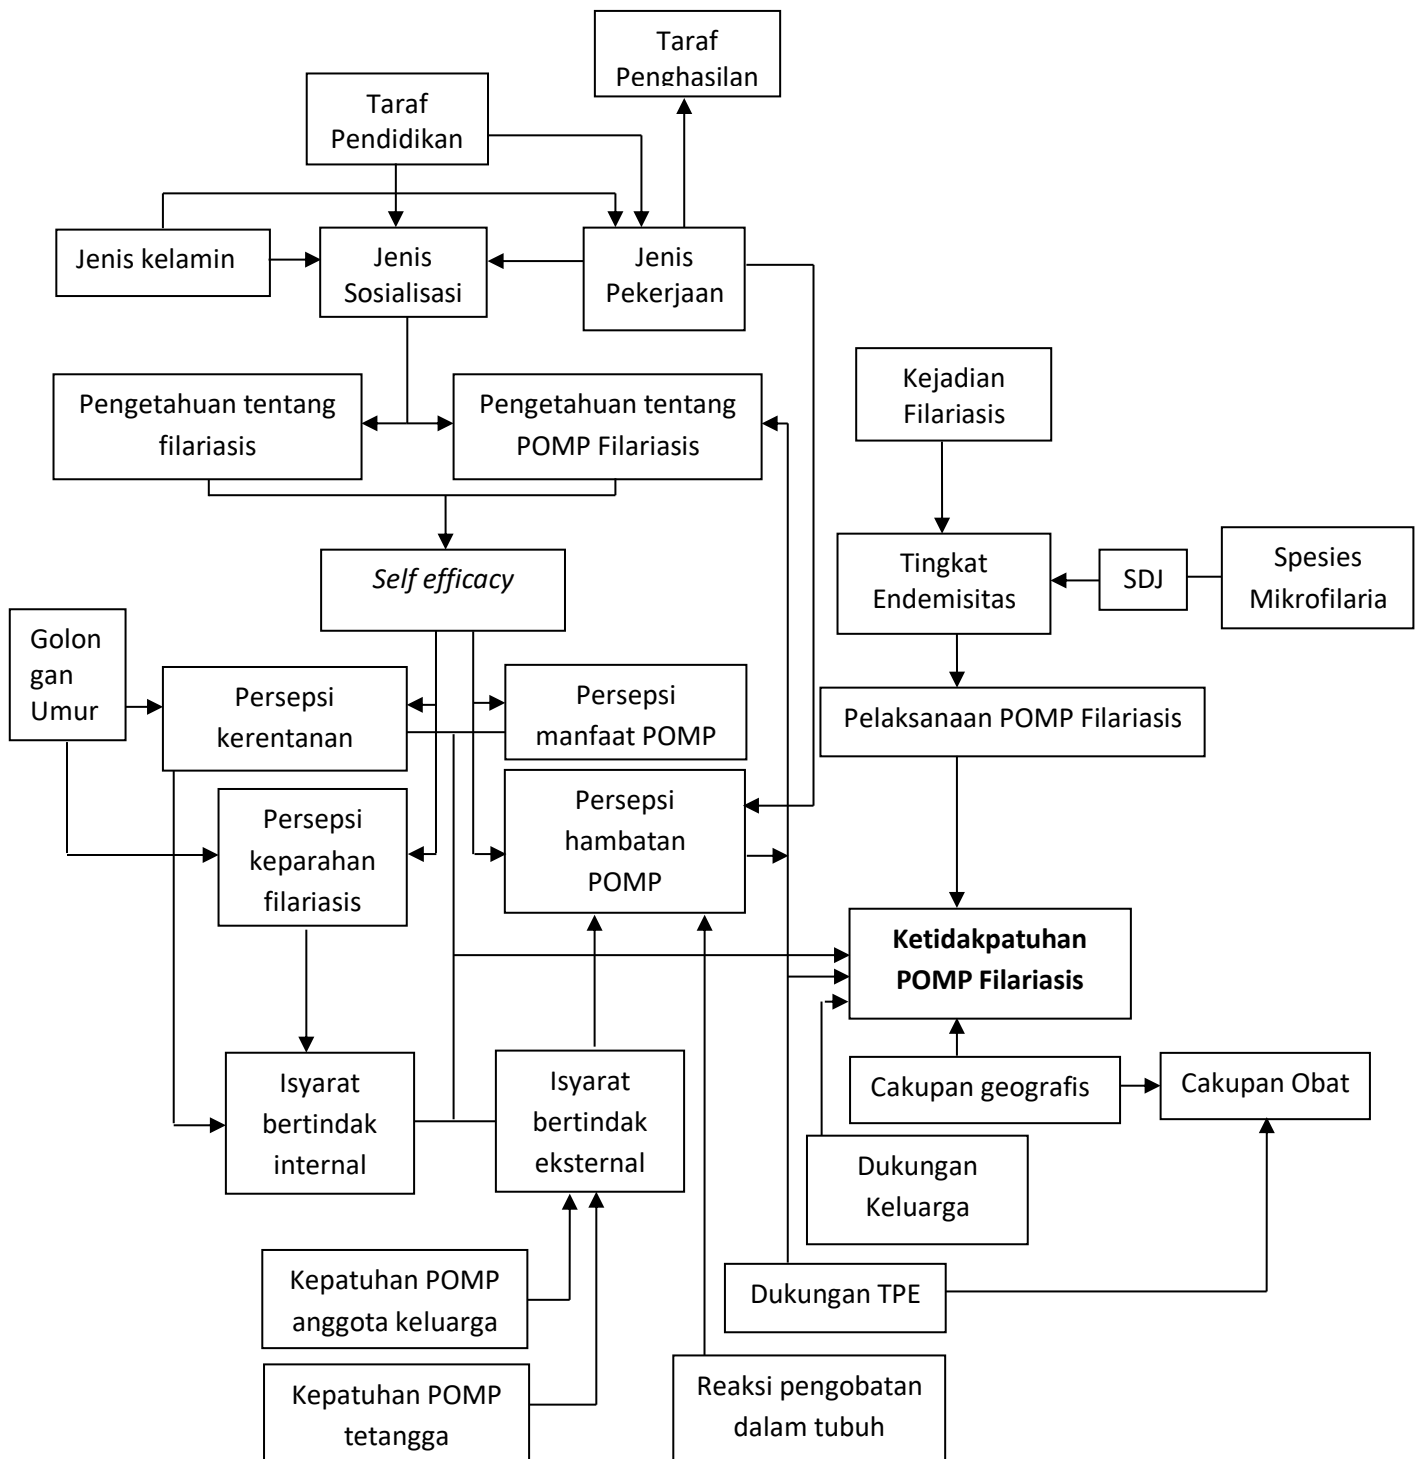 Taraf
Penghasilan
Taraf
Pendidikan
Jenis kelamin
Jenis
Sosialisasi
Jenis
Pekerjaan
Pengetahuan tentang
filariasis
Pengetahuan tentang
POMP Filariasis
Kejadian
Filariasis
Self efficacy
Tingkat
Endemisitas
SDJ
Spesies
Mikrofilaria
Golon
gan
Umur
Persepsi
kerentanan
Persepsi
manfaat POMP
Pelaksanaan POMP Filariasis
Persepsi
keparahan
filariasis
Persepsi
hambatan
POMP
Ketidakpatuhan
POMP Filariasis
Isyarat
bertindak
internal
Isyarat
bertindak
eksternal
Cakupan geografis
Cakupan Obat
Dukungan
Keluarga
Kepatuhan POMP
anggota keluarga
Dukungan TPE
Kepatuhan POMP
tetangga
Reaksi pengobatan
dalam tubuh